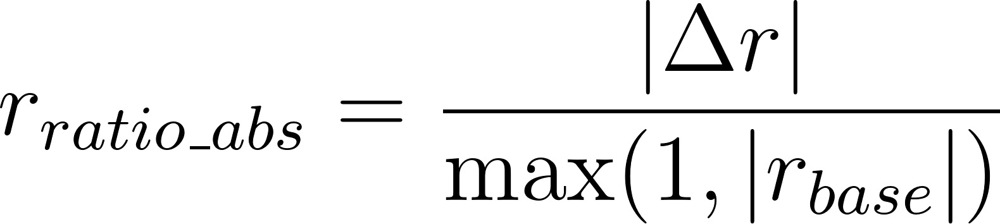 r_{ratio\_abs} = \frac{|\Delta r|}{\max(1, |r_{base}|)}